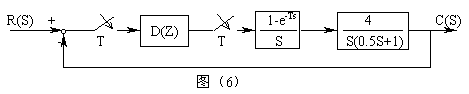 R(S) + T D(Z) T 1-e-Ts 4 C(S)
- S S(0.5S+1)
图（6）